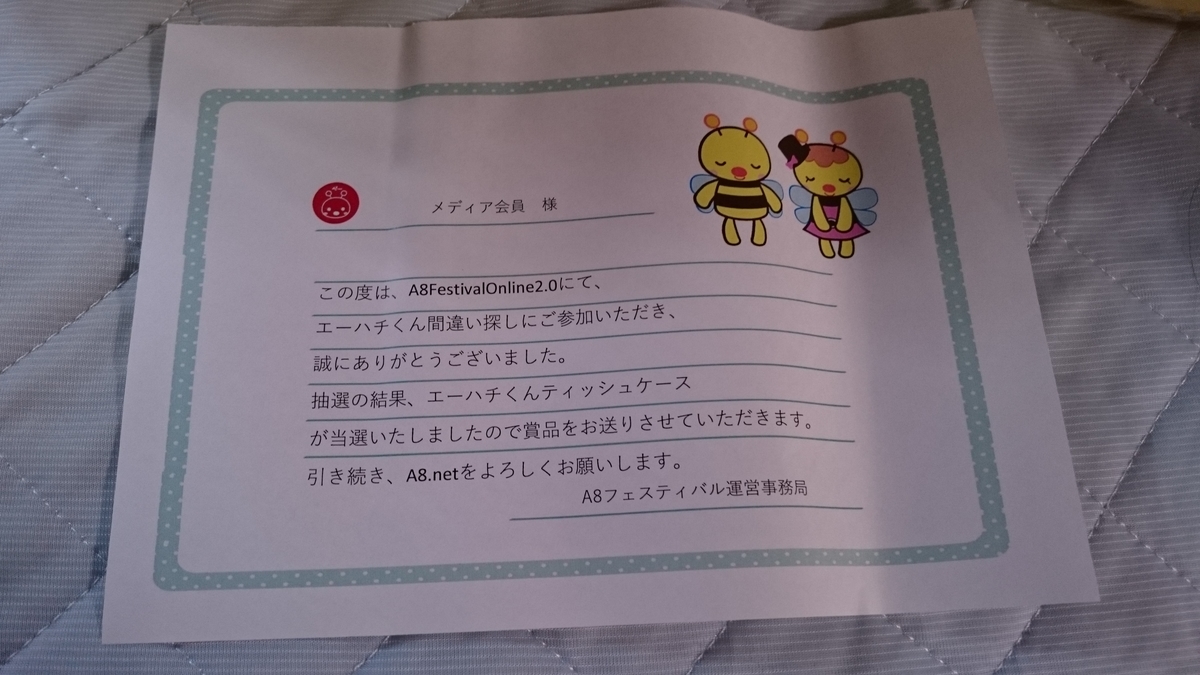 メディア会員　様
この度は、A8FestivalOnline2.0にて、
エーハチくん間違い探しにご参加いただき、
誠にありがとうございました。
抽選の結果、エーハチくんティッシュケース
が当選いたしましたので賞品をお送りさせていただきます。
引き続き、A8.netをよろしくお願いします。
A8フェスティバル運営事務局